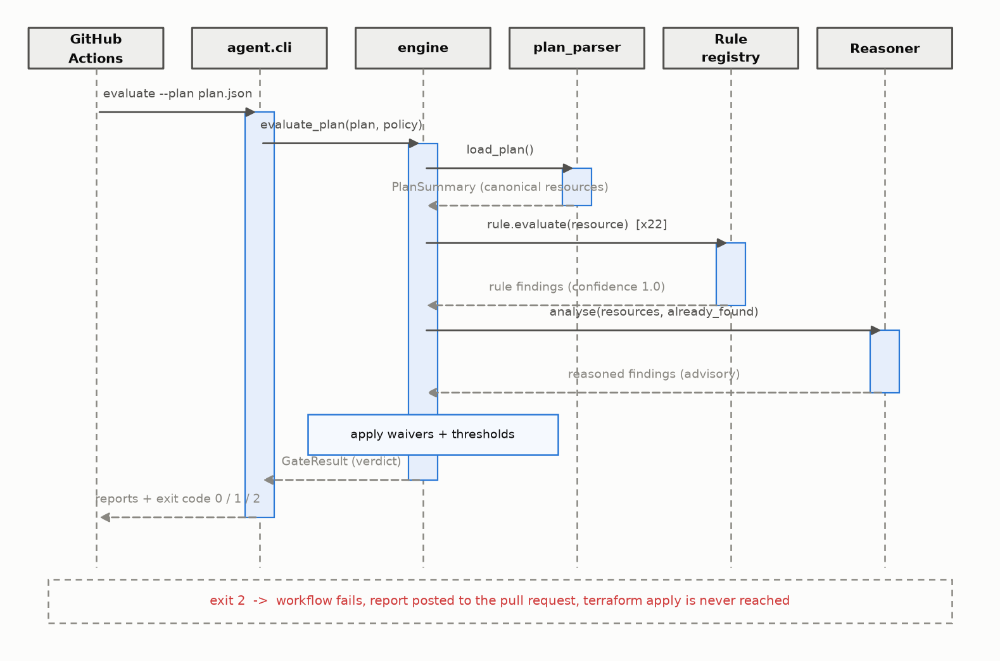 GitHub
Actions
agent.cli
engine
plan_parser
Rule
registry
Reasoner
evaluate --plan plan.json
evaluate_plan(plan, policy)
load_plan()
PlanSummary (canonical resources)
rule.evaluate(resource)  [x22]
rule findings (confidence 1.0)
analyse(resources, already_found)
reasoned findings (advisory)
apply waivers + thresholds
GateResult (verdict)
reports + exit code 0 / 1 / 2
exit 2  ->  workflow fails, report posted to the pull request, terraform apply is never reached